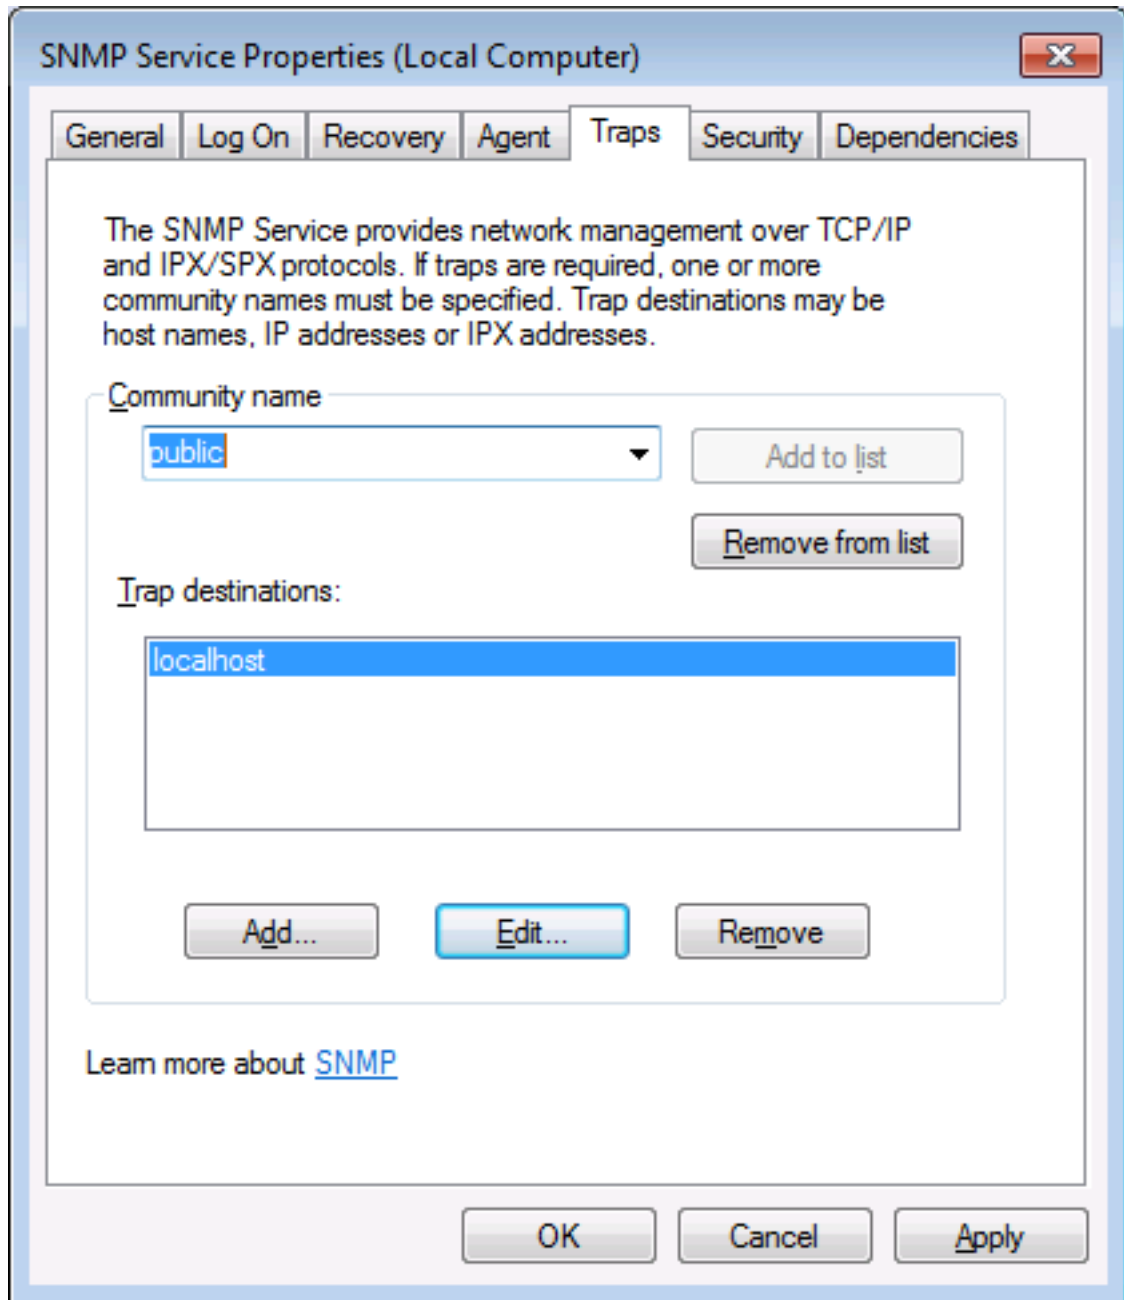 SNMP Service Properties (Local Computer)
General Log On Recovery Agent Traps Security Dependencies
The SNMP Service provides network management over TCP/IP
and IPX/SPX protocols. If traps are required, one or more
community names must be specified. Trap destinations may be
host names, IP addresses or IPX addresses.
Community name
public
Add to list
Remove from list
Trap destinations:
localhost
Add... Edit... Remove
Learn more about SNMP
OK Cancel Apply